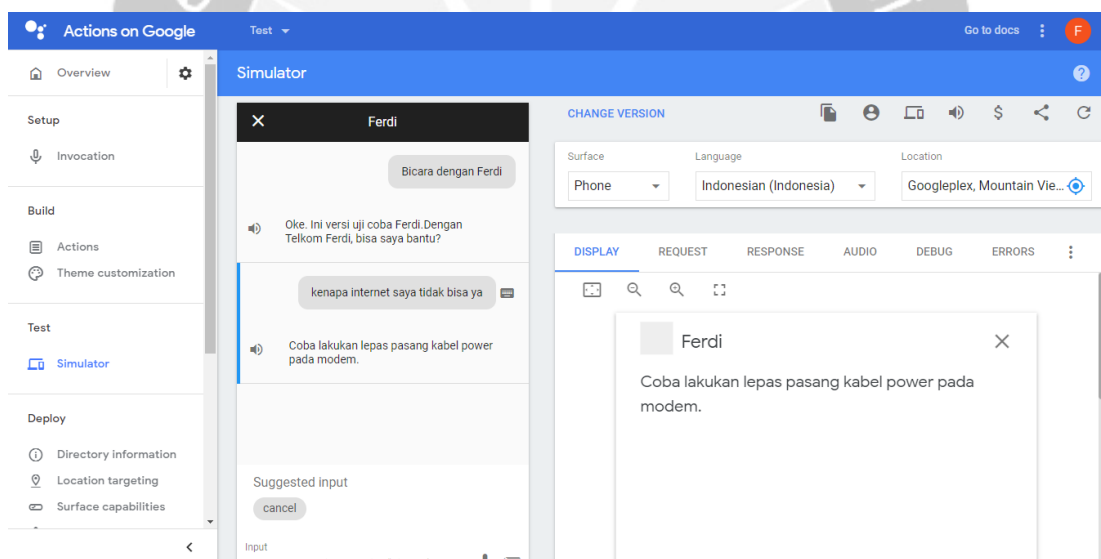 Actions on Google
Test
Go to docs
F
Overview
Simulator
Setup
Invocation
Build
Actions
Theme customization
Test
Simulator
Deploy
Directory information
Location targeting
Surface capabilities
Ferdi
Bicara dengan Ferdi
Oke. Ini versi uji coba Ferdi.Dengan
Telkom Ferdi, bisa saya bantu?
kenapa internet saya tidak bisa ya
Coba lakukan lepas pasang kabel power
pada modem.
Suggested input
cancel
Input
CHANGE VERSION
Surface
Language
Location
Phone
Indonesian (Indonesia)
Googleplex, Mountain Vie...
DISPLAY
REQUEST
RESPONSE
AUDIO
DEBUG
ERRORS
Ferdi
Coba lakukan lepas pasang kabel power pada
modem.